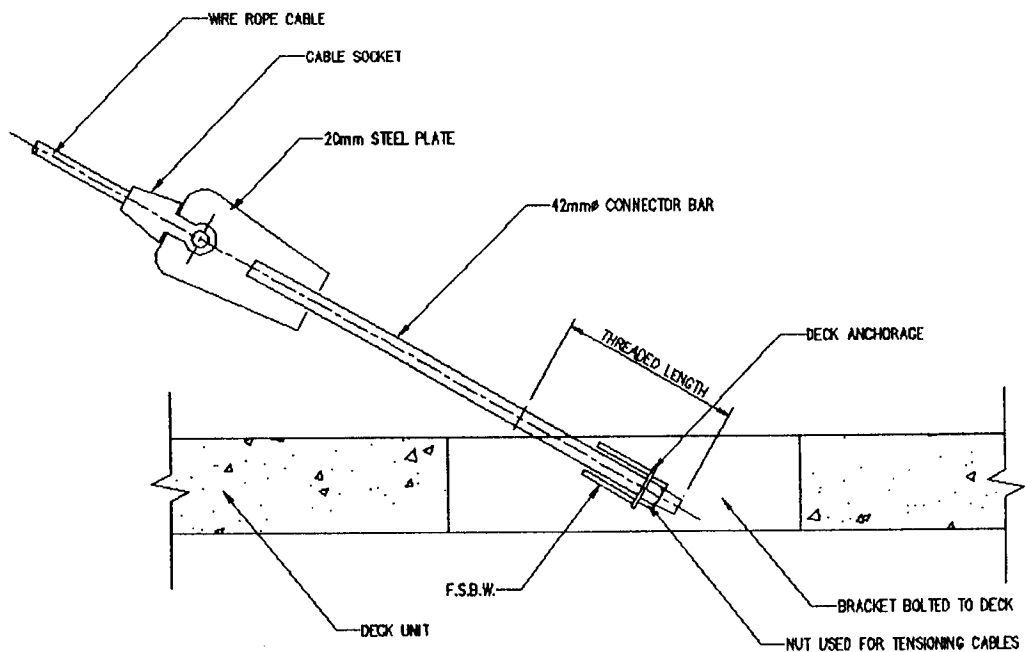 WIRE ROPE CABLE
CABLE SOCKET
20mm STEEL PLATE
42mmø CONNECTOR BAR
DECK ANCHORAGE
THREADED LENGTH
F.S.B.W.
BRACKET BOLTED TO DECK
DECK UNIT
NUT USED FOR TENSIONING CABLES